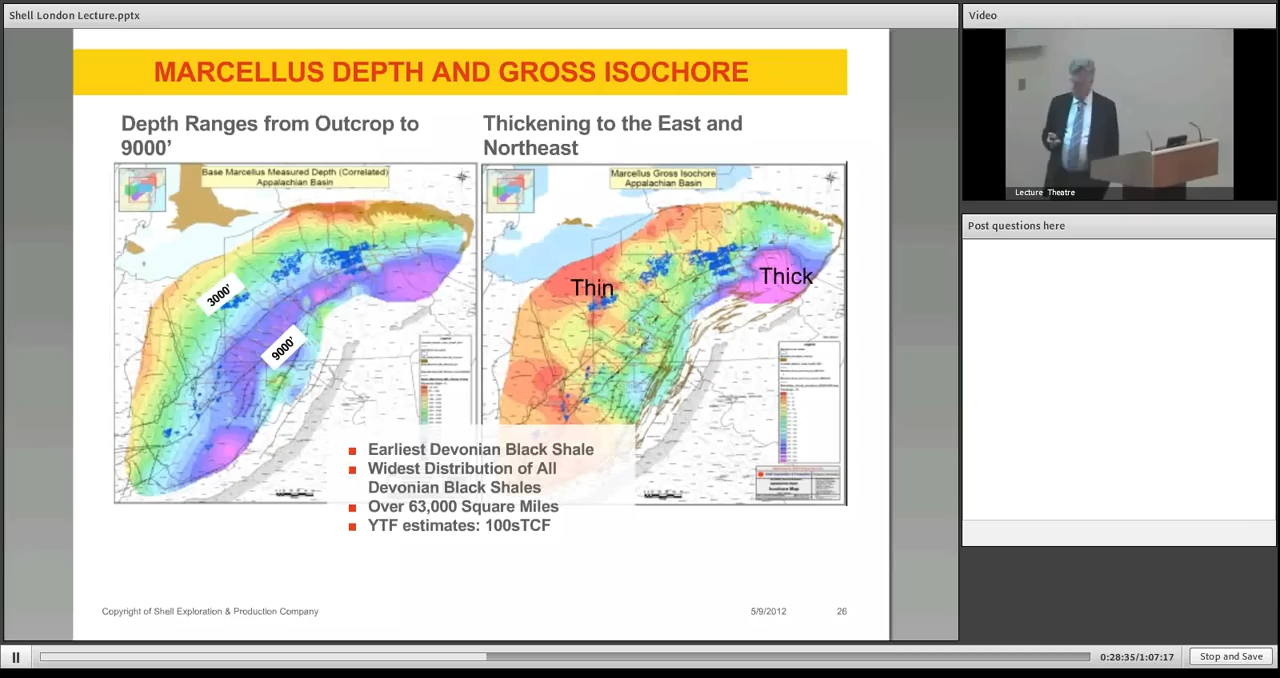 Shell London Lecture.pptx
MARCELLUS DEPTH AND GROSS ISOCHORE
Depth Ranges from Outcrop to
9000’
Thickening to the East and
Northeast
Base Marcellus Measured Depth (Correlated)
Appalachian Basin
3000'
9000'
Marcellus Gross Isochore
Appalachian Basin
Thin
Thick
Earliest Devonian Black Shale
Widest Distribution of All
Devonian Black Shales
Over 63,000 Square Miles
YTF estimates: 100sTCF
Copyright of Shell Exploration & Production Company
5/9/2012
26
Video
Lecture Theatre
Post questions here
0:28:35/1:07:17
Stop and Save